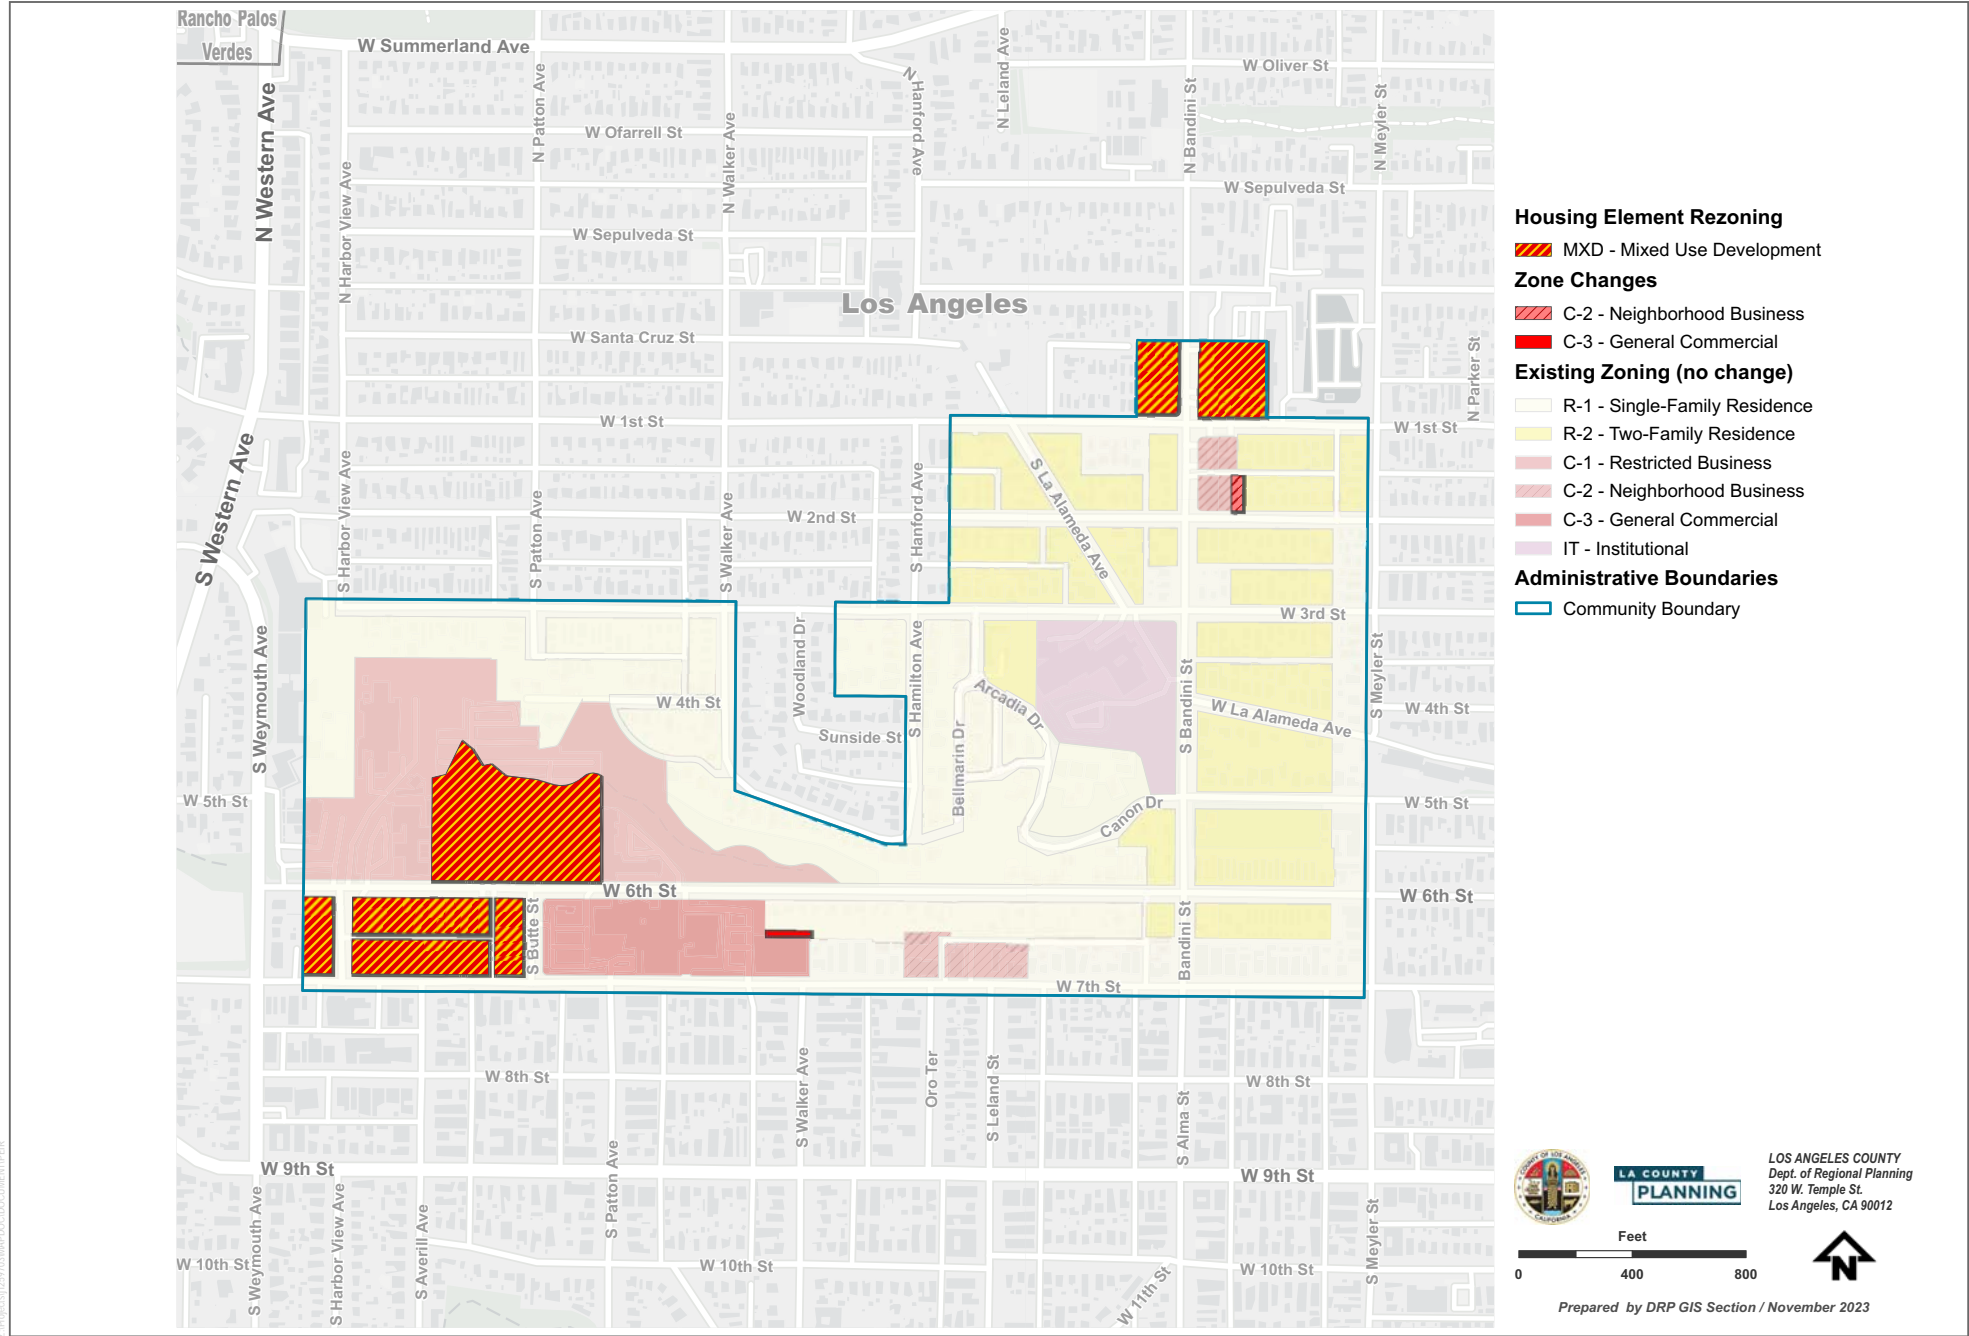 Rancho Palos
Verdes
W Summerland Ave
N Western Ave
N Patton Ave
N Hanford Ave
N Leland Ave
W Oliver St
N Bandini St
N Meyler St
W Ofarrell St
N Walker Ave
N Harbor View Ave
W Sepulveda St
W Sepulveda St
Los Angeles
W Santa Cruz St
N Parker St
W 1st St
W 1st St
S Western Ave
S Harbor View Ave
S Patton Ave
S Walker Ave
W 2nd St
S Hanford Ave
S La Alameda Ave
W 3rd St
S Weymouth Ave
Woodland Dr
S Hamilton Ave
Arcadia Dr
S Bandini St
S Meyler St
W 4th St
W La Alameda Ave
W 4th St
Sunside St
Bellmarin Dr
W 5th St
Canon Dr
W 5th St
W 6th St
W 6th St
S Butte St
Bandini St
W 7th St
W 8th St
S Walker Ave
Oro Ter
S Leland St
S Alma St
W 8th St
W 9th St
W 9th St
S Weymouth Ave
S Harbor View Ave
S Averill Ave
S Patton Ave
S Meyler St
W 10th St
W 10th St
W 10th St
W 11th St
Housing Element Rezoning
MXD - Mixed Use Development
Zone Changes
C-2 - Neighborhood Business
C-3 - General Commercial
Existing Zoning (no change)
R-1 - Single-Family Residence
R-2 - Two-Family Residence
C-1 - Restricted Business
C-2 - Neighborhood Business
C-3 - General Commercial
IT - Institutional
Administrative Boundaries
Community Boundary
COUNTY OF LOS ANGELES
CALIFORNIA
LA COUNTY
PLANNING
LOS ANGELES COUNTY
Dept. of Regional Planning
320 W. Temple St.
Los Angeles, CA 90012
Feet
0 400 800
N
Prepared by DRP GIS Section / November 2023